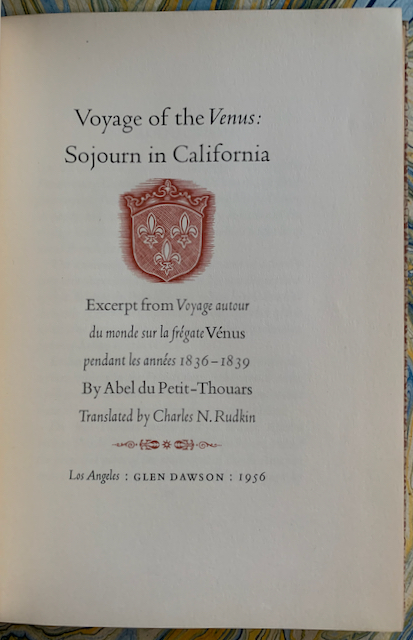 Voyage of the Venus:
Sojourn in California
Excerpt from Voyage autour
du monde sur la frégate Vénus
pendant les années 1836–1839
By Abel du Petit-Thouars
Translated by Charles N. Rudkin
Los Angeles : GLEN DAWSON : 1956